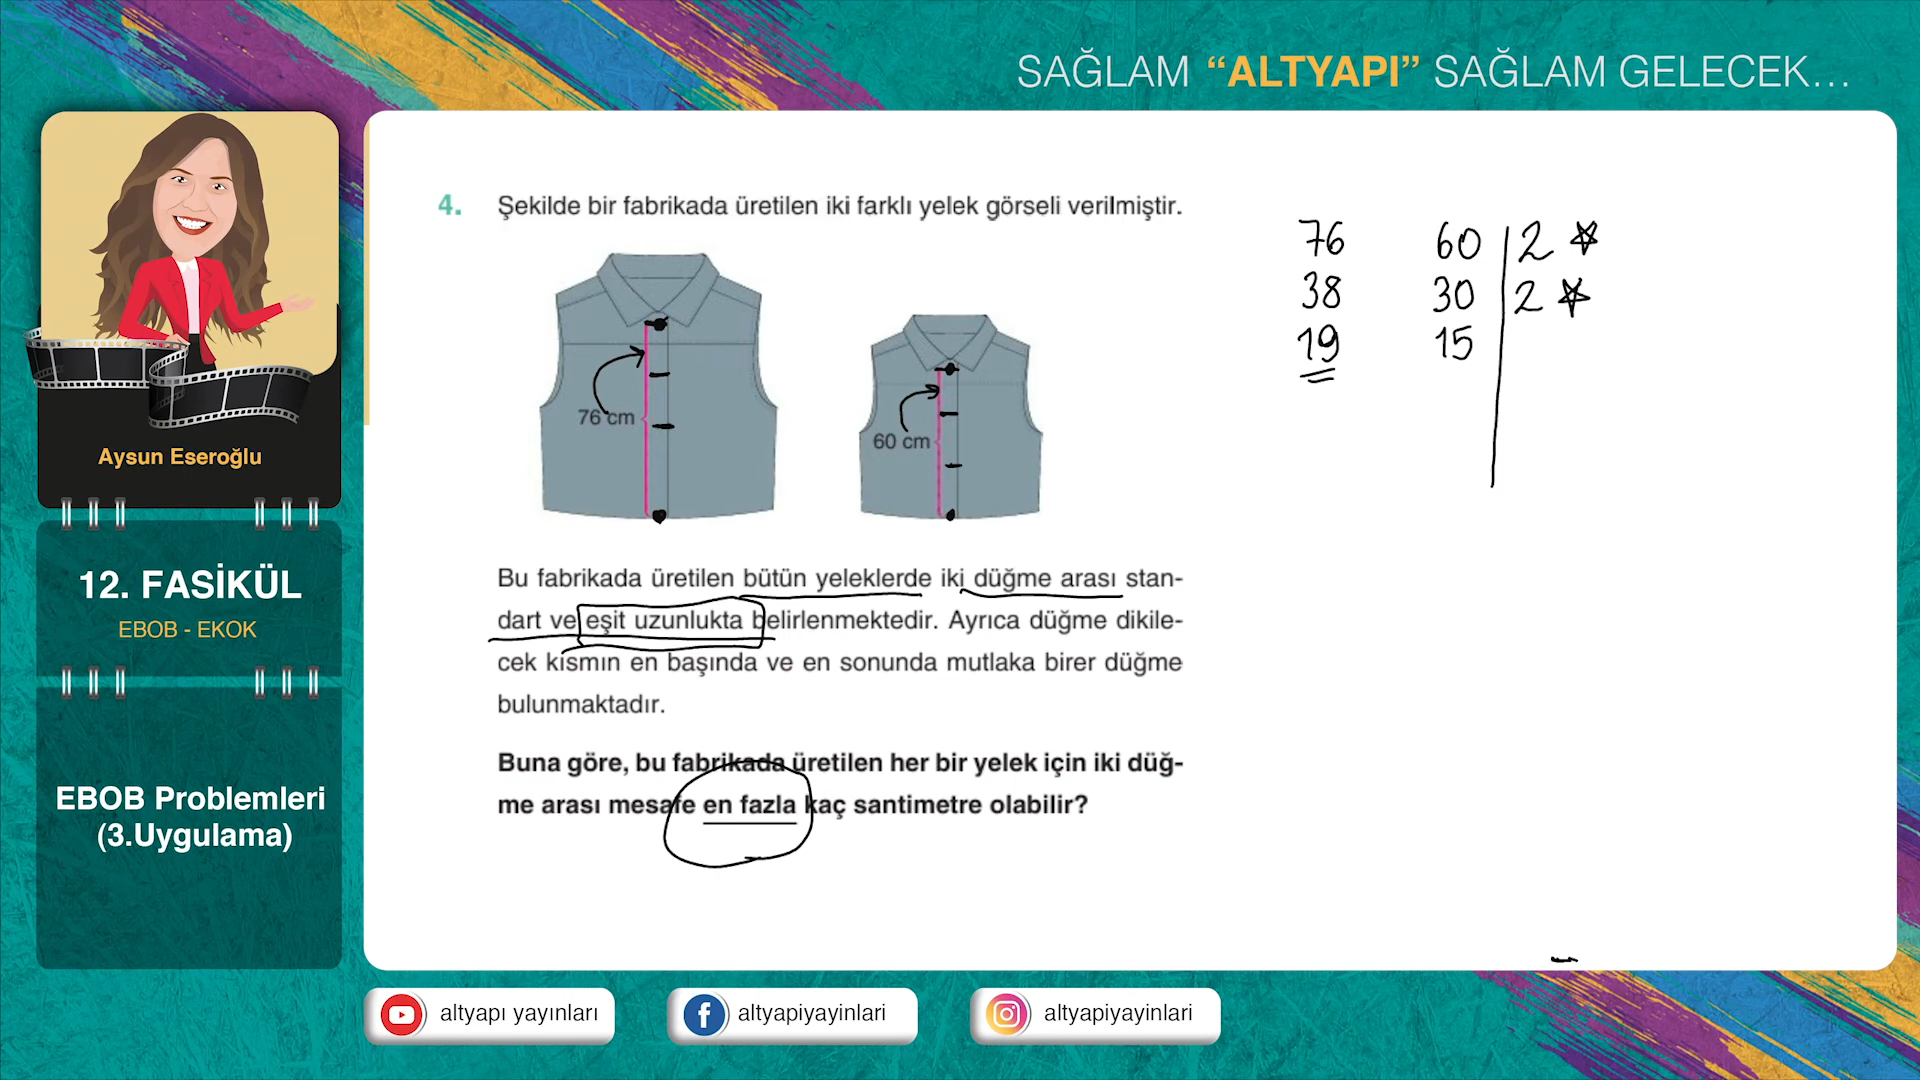 SAĞLAM “ALTYAPI” SAĞLAM GELECEK...
Aysun Eseroğlu
12. FASİKÜL
EBOB - EKOK
EBOB Problemleri
(3.Uygulama)
4. Şekilde bir fabrikada üretilen iki farklı yelek görseli verilmiştir.
76 cm
60 cm
Bu fabrikada üretilen bütün yeleklerde iki düğme arası stan-
dart ve eşit uzunlukta belirlenmektedir. Ayrıca düğme dikile-
cek kısmın en başında ve en sonunda mutlaka birer düğme
bulunmaktadır.
Buna göre, bu fabrikada üretilen her bir yelek için iki düğ-
me arası mesafe en fazla kaç santimetre olabilir?
76 60 2
38 30 2
19 15
altyapı yayınları
altyapiyayinlari
altyapiyayinlari